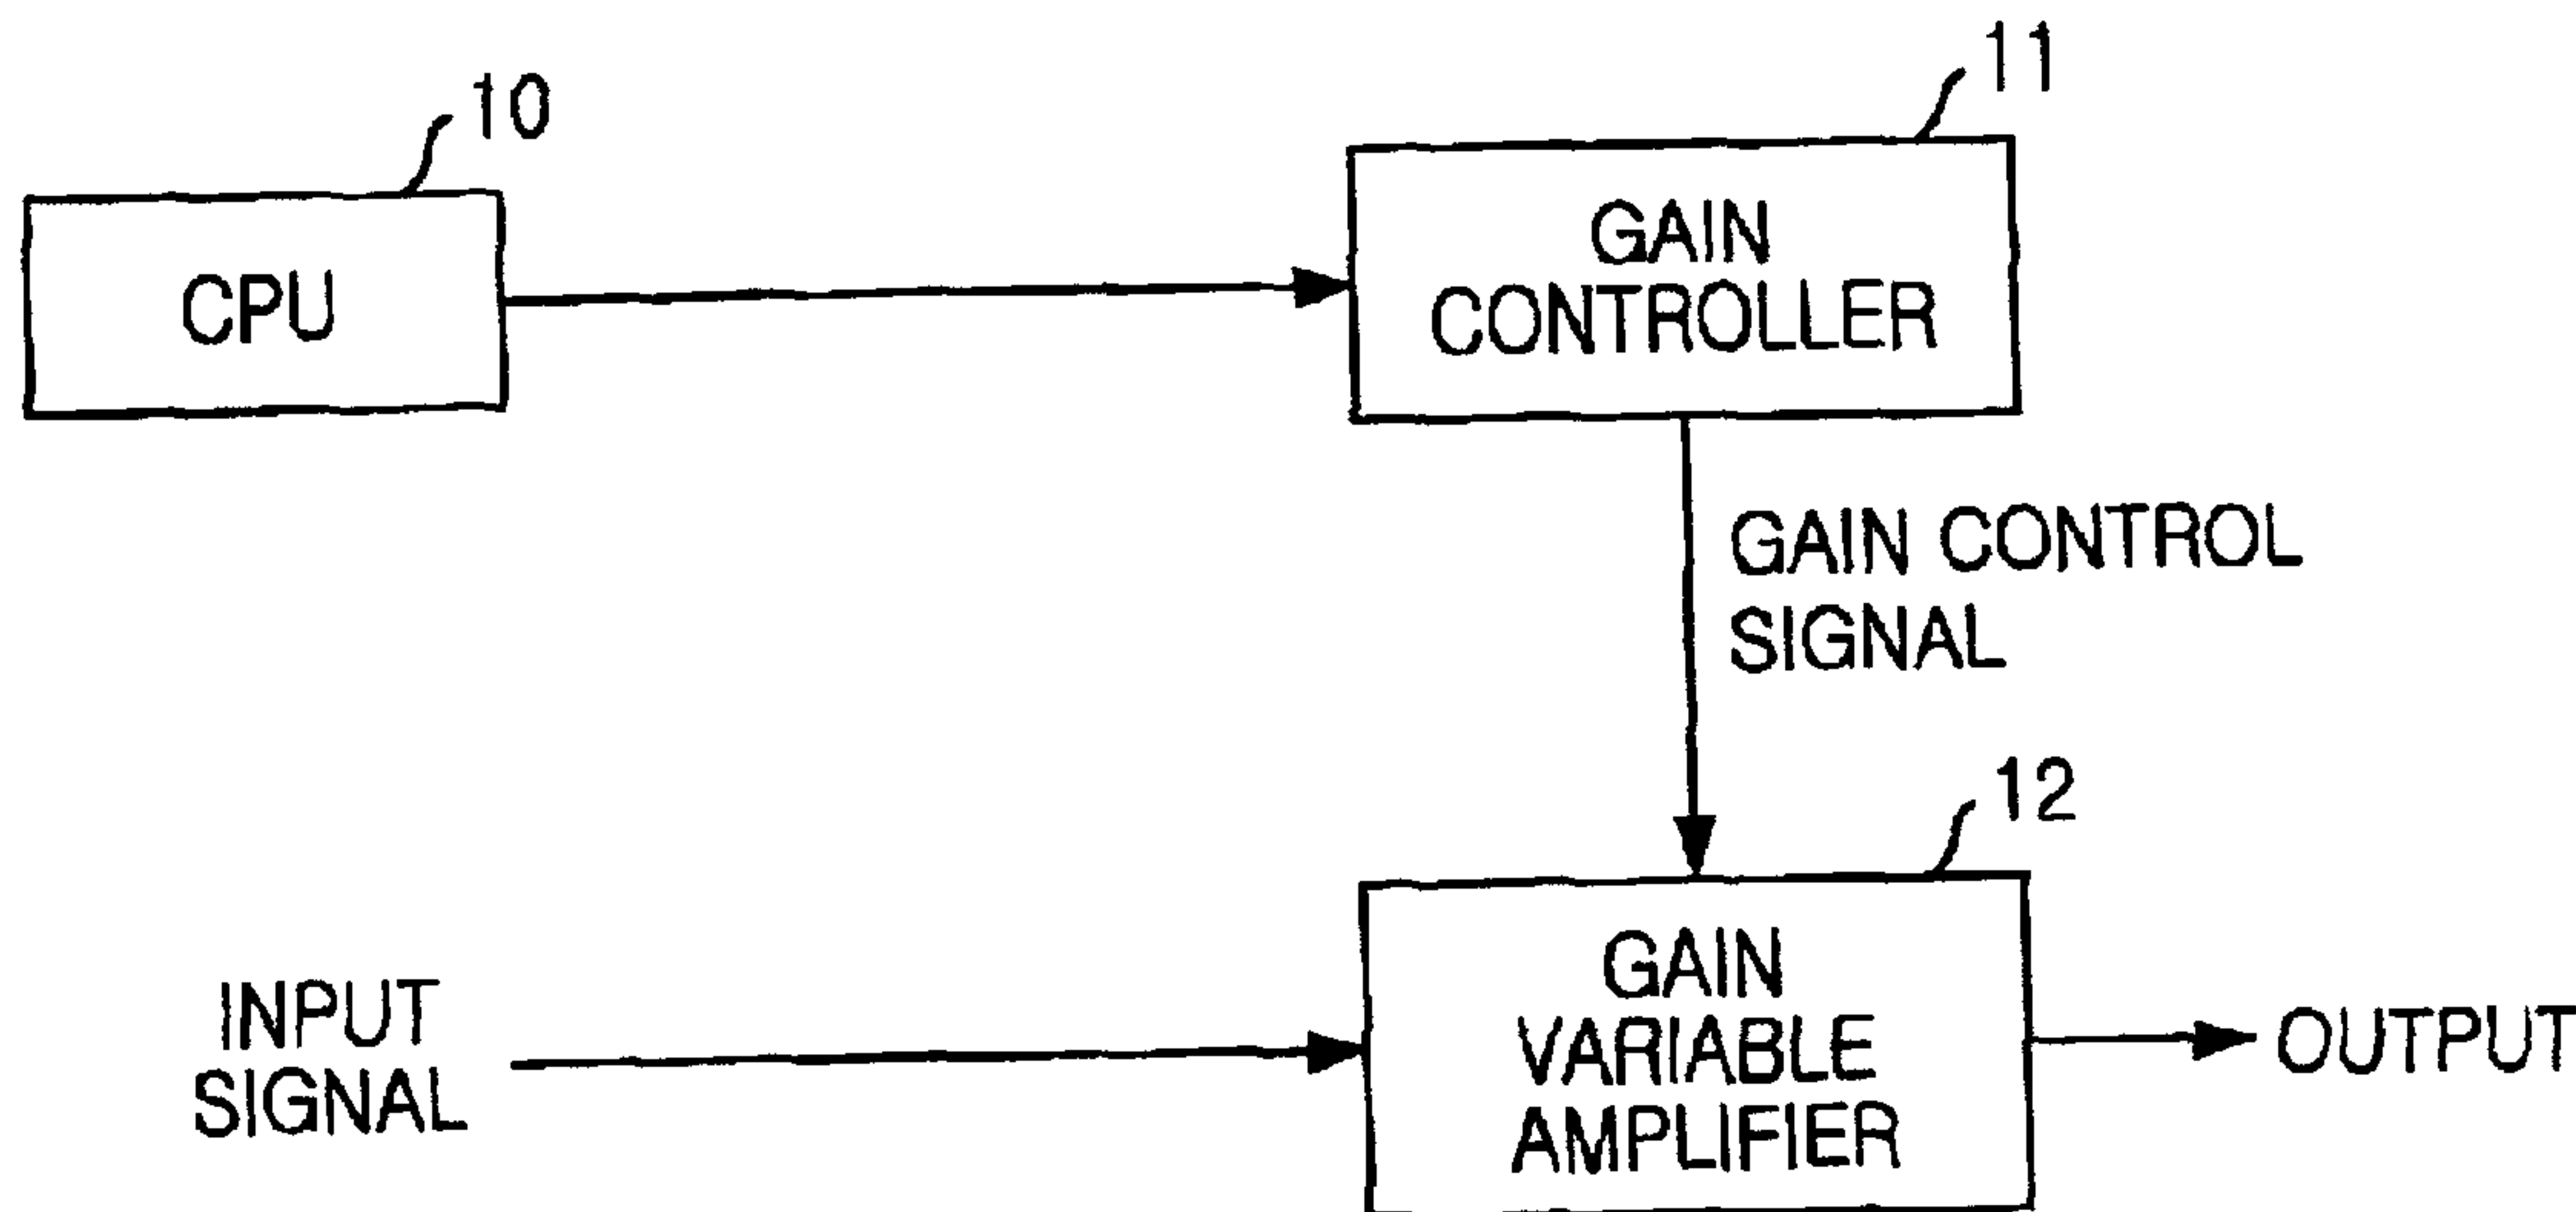 10
11
CPU
GAIN
CONTROLLER
GAIN CONTROL
SIGNAL
12
INPUT
SIGNAL
GAIN
VARIABLE
AMPLIFIER
OUTPUT